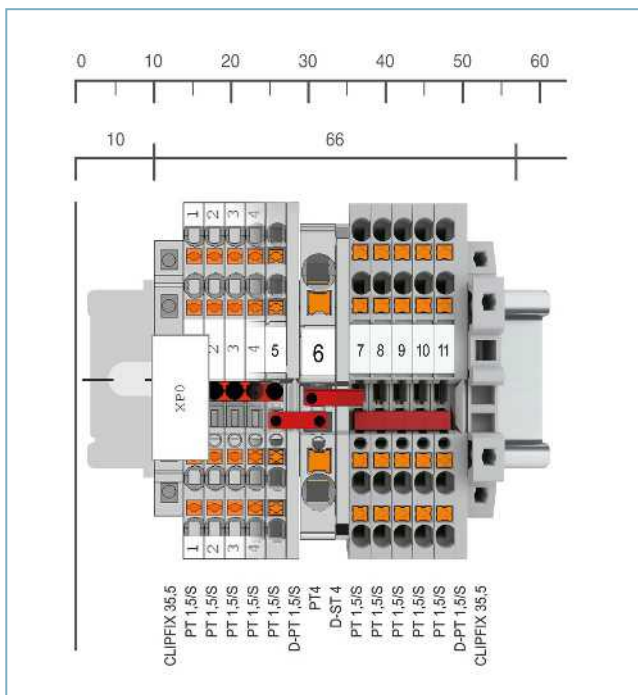 0 10 20 30 40 50 60
10 66
1 2 3 4
2 3 4 5 6 7 8 9 10 11
XP0
1 2 3 4
CLIPFIX 35,5
PT 1,5/S
PT 1,5/S
PT 1,5/S
PT 1,5/S
PT 1,5/S
D-PT 1,5/S
PT4
D-ST 4
PT 1,5/S
PT 1,5/S
PT 1,5/S
PT 1,5/S
PT 1,5/S
D-PT 1,5/S
CLIPFIX 35,5